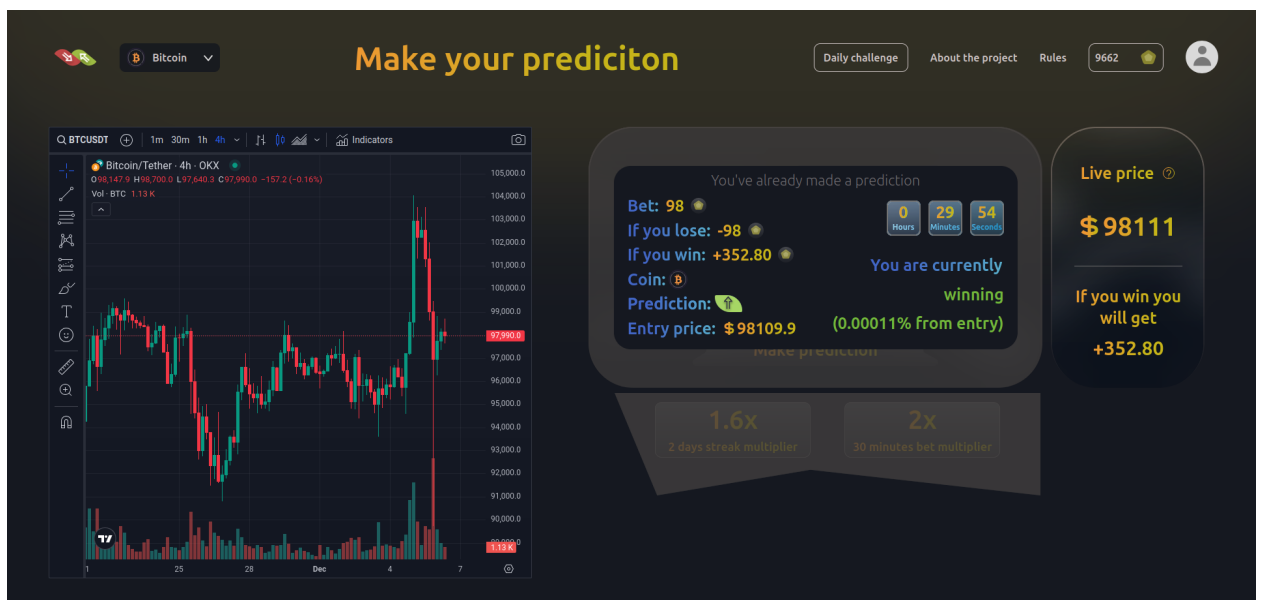 Bitcoin
Make your prediciton
Daily challenge
About the project
Rules
9662
BTCUSDT
1m 30m 1h 4h
Indicators
Bitcoin/Tether · 4h · OKX
O98,147.9 H98,700.0 L97,640.3 C97,990.0 −157.2 (−0.16%)
Vol · BTC 1.13 K
105,000.0
104,000.0
103,000.0
102,000.0
101,000.0
100,000.0
99,000.0
97,990.0
97,000.0
96,000.0
95,000.0
94,000.0
93,000.0
92,000.0
91,000.0
90,000.0
1.13 K
25 28 Dec 4 7
You've already made a prediction
Bet: 98
If you lose: -98
If you win: +352.80
Coin:
Prediction:
Entry price: $98109.9
0 29 54
Hours Minutes Seconds
You are currently
winning
(0.00011% from entry)
Make prediction
1.6x
2 days streak multiplier
2x
30 minutes bet multiplier
Live price
$98111
If you win you
will get
+352.80